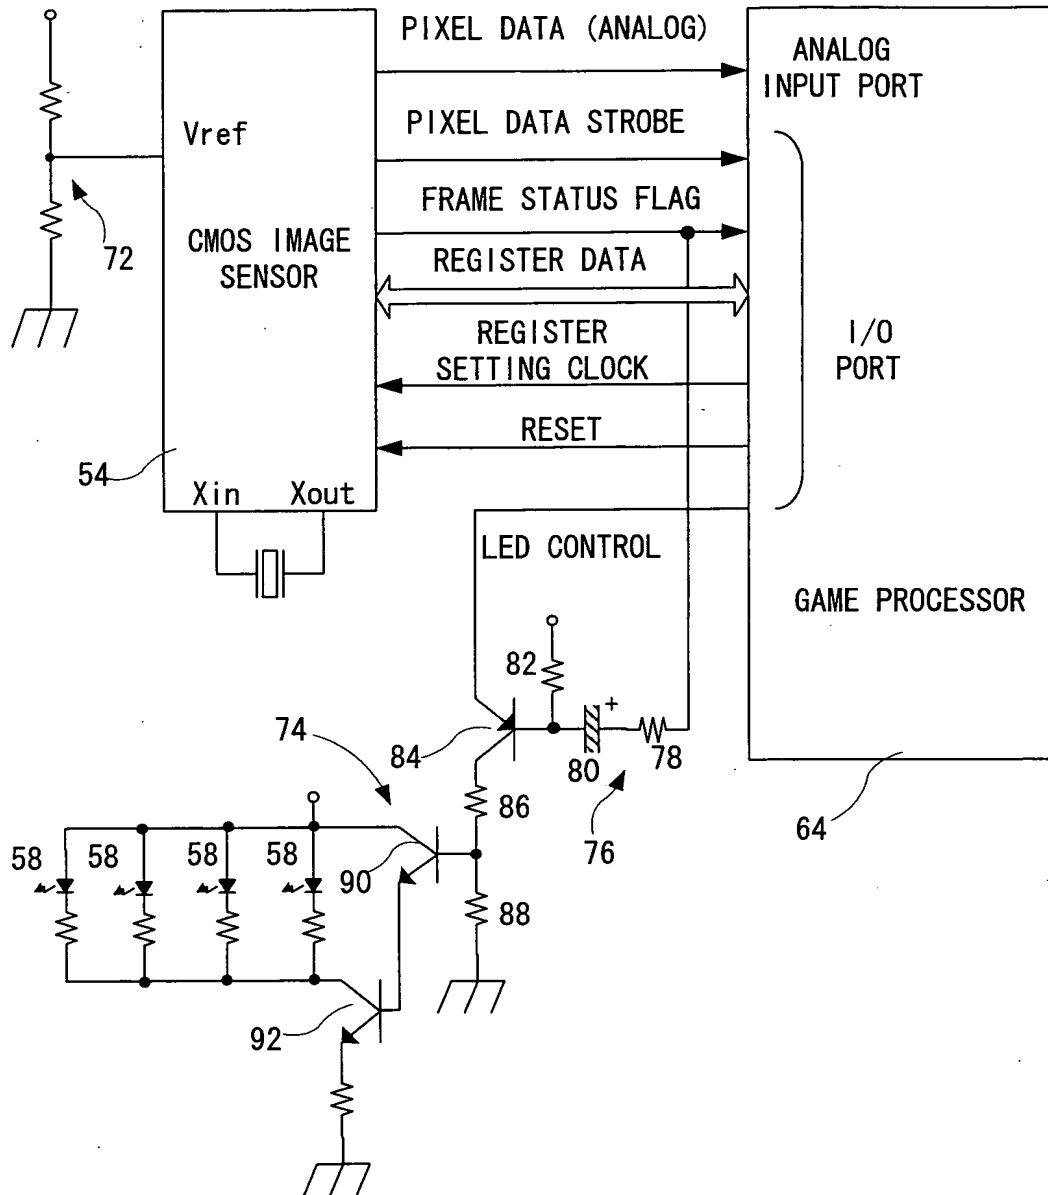 PIXEL DATA (ANALOG)
ANALOG
INPUT PORT
Vref
PIXEL DATA STROBE
FRAME STATUS FLAG
72
CMOS IMAGE
SENSOR
REGISTER DATA
REGISTER
SETTING CLOCK
I/O
PORT
RESET
54
Xin
Xout
LED CONTROL
GAME PROCESSOR
82
+
74
84
80
78
86
76
64
58
58
58
58
90
88
92